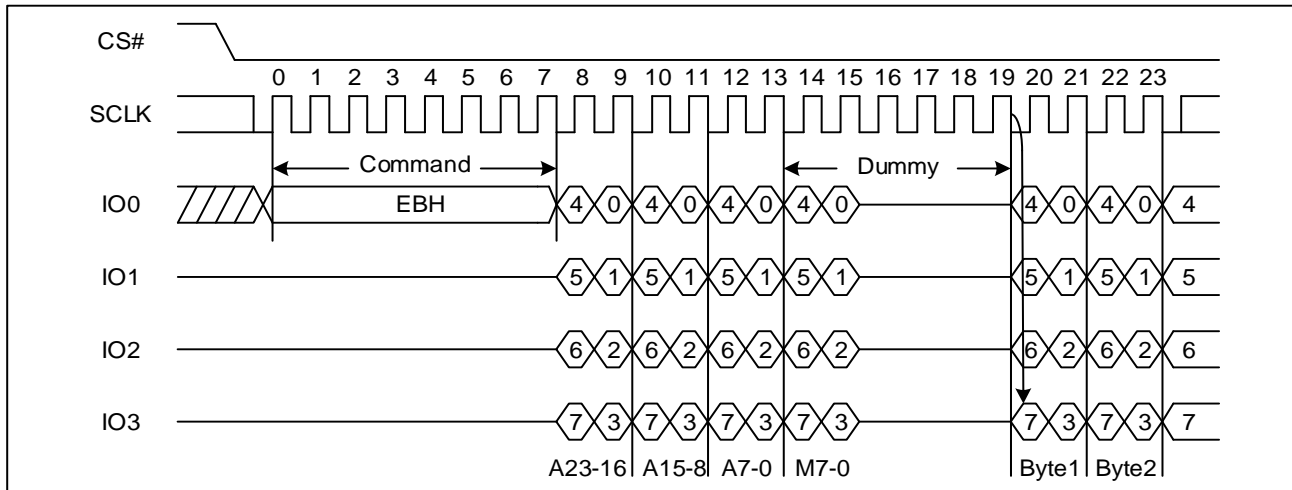 CS#
0 1 2 3 4 5 6 7 8 9 10 11 12 13 14 15 16 17 18 19 20 21 22 23
SCLK
Command Dummy
IO0 EBH 4 0 4 0 4 0 4 0 4 0 4 0 4
IO1 5 1 5 1 5 1 5 1 5 1 5 1 5
IO2 6 2 6 2 6 2 6 2 6 2 6 2 6
IO3 7 3 7 3 7 3 7 3 7 3 7 3 7
A23-16 A15-8 A7-0 M7-0 Byte1 Byte2